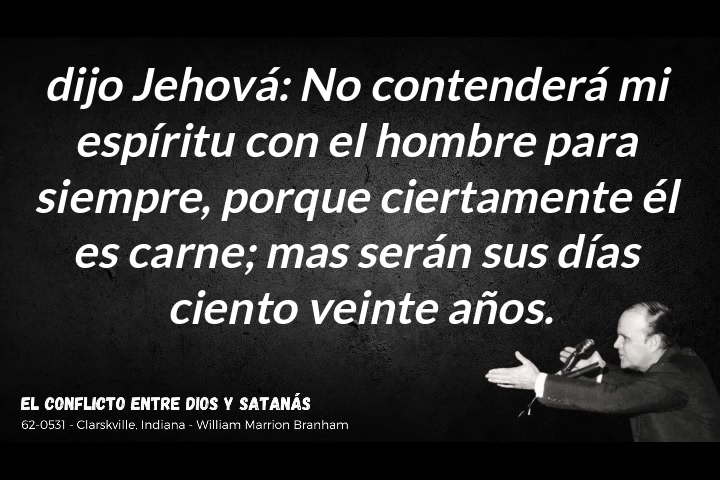 dijo Jehová: No contenderá mi
espíritu con el hombre para
siempre, porque ciertamente él
es carne; mas serán sus días
ciento veinte años.
EL CONFLICTO ENTRE DIOS Y SATANÁS
62-0531 - Clarskville, Indiana - William Marrion Branham